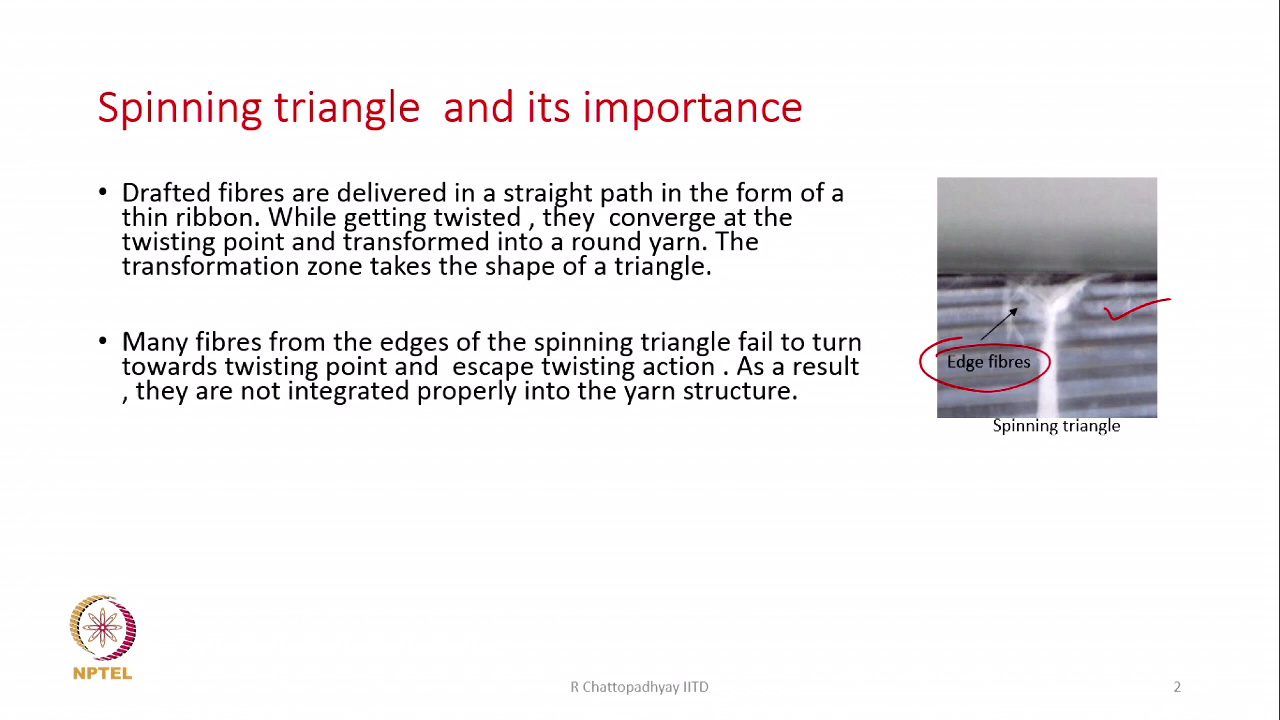 Spinning triangle  and its importance
• Drafted fibres are delivered in a straight path in the form of a
thin ribbon. While getting twisted , they  converge at the
twisting point and transformed into a round yarn. The
transformation zone takes the shape of a triangle.
• Many fibres from the edges of the spinning triangle fail to turn
towards twisting point and  escape twisting action . As a result
, they are not integrated properly into the yarn structure.
Edge fibres
Spinning triangle
NPTEL
R Chattopadhyay IITD
2